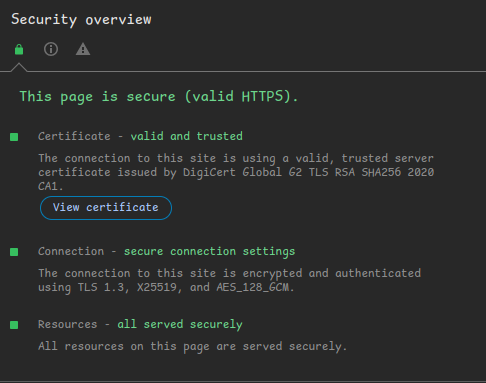 Security overview
This page is secure (valid HTTPS).
Certificate - valid and trusted
The connection to this site is using a valid, trusted server
certificate issued by DigiCert Global G2 TLS RSA SHA256 2020
CA1.
View certificate
Connection - secure connection settings
The connection to this site is encrypted and authenticated
using TLS 1.3, X25519, and AES_128_GCM.
Resources - all served securely
All resources on this page are served securely.